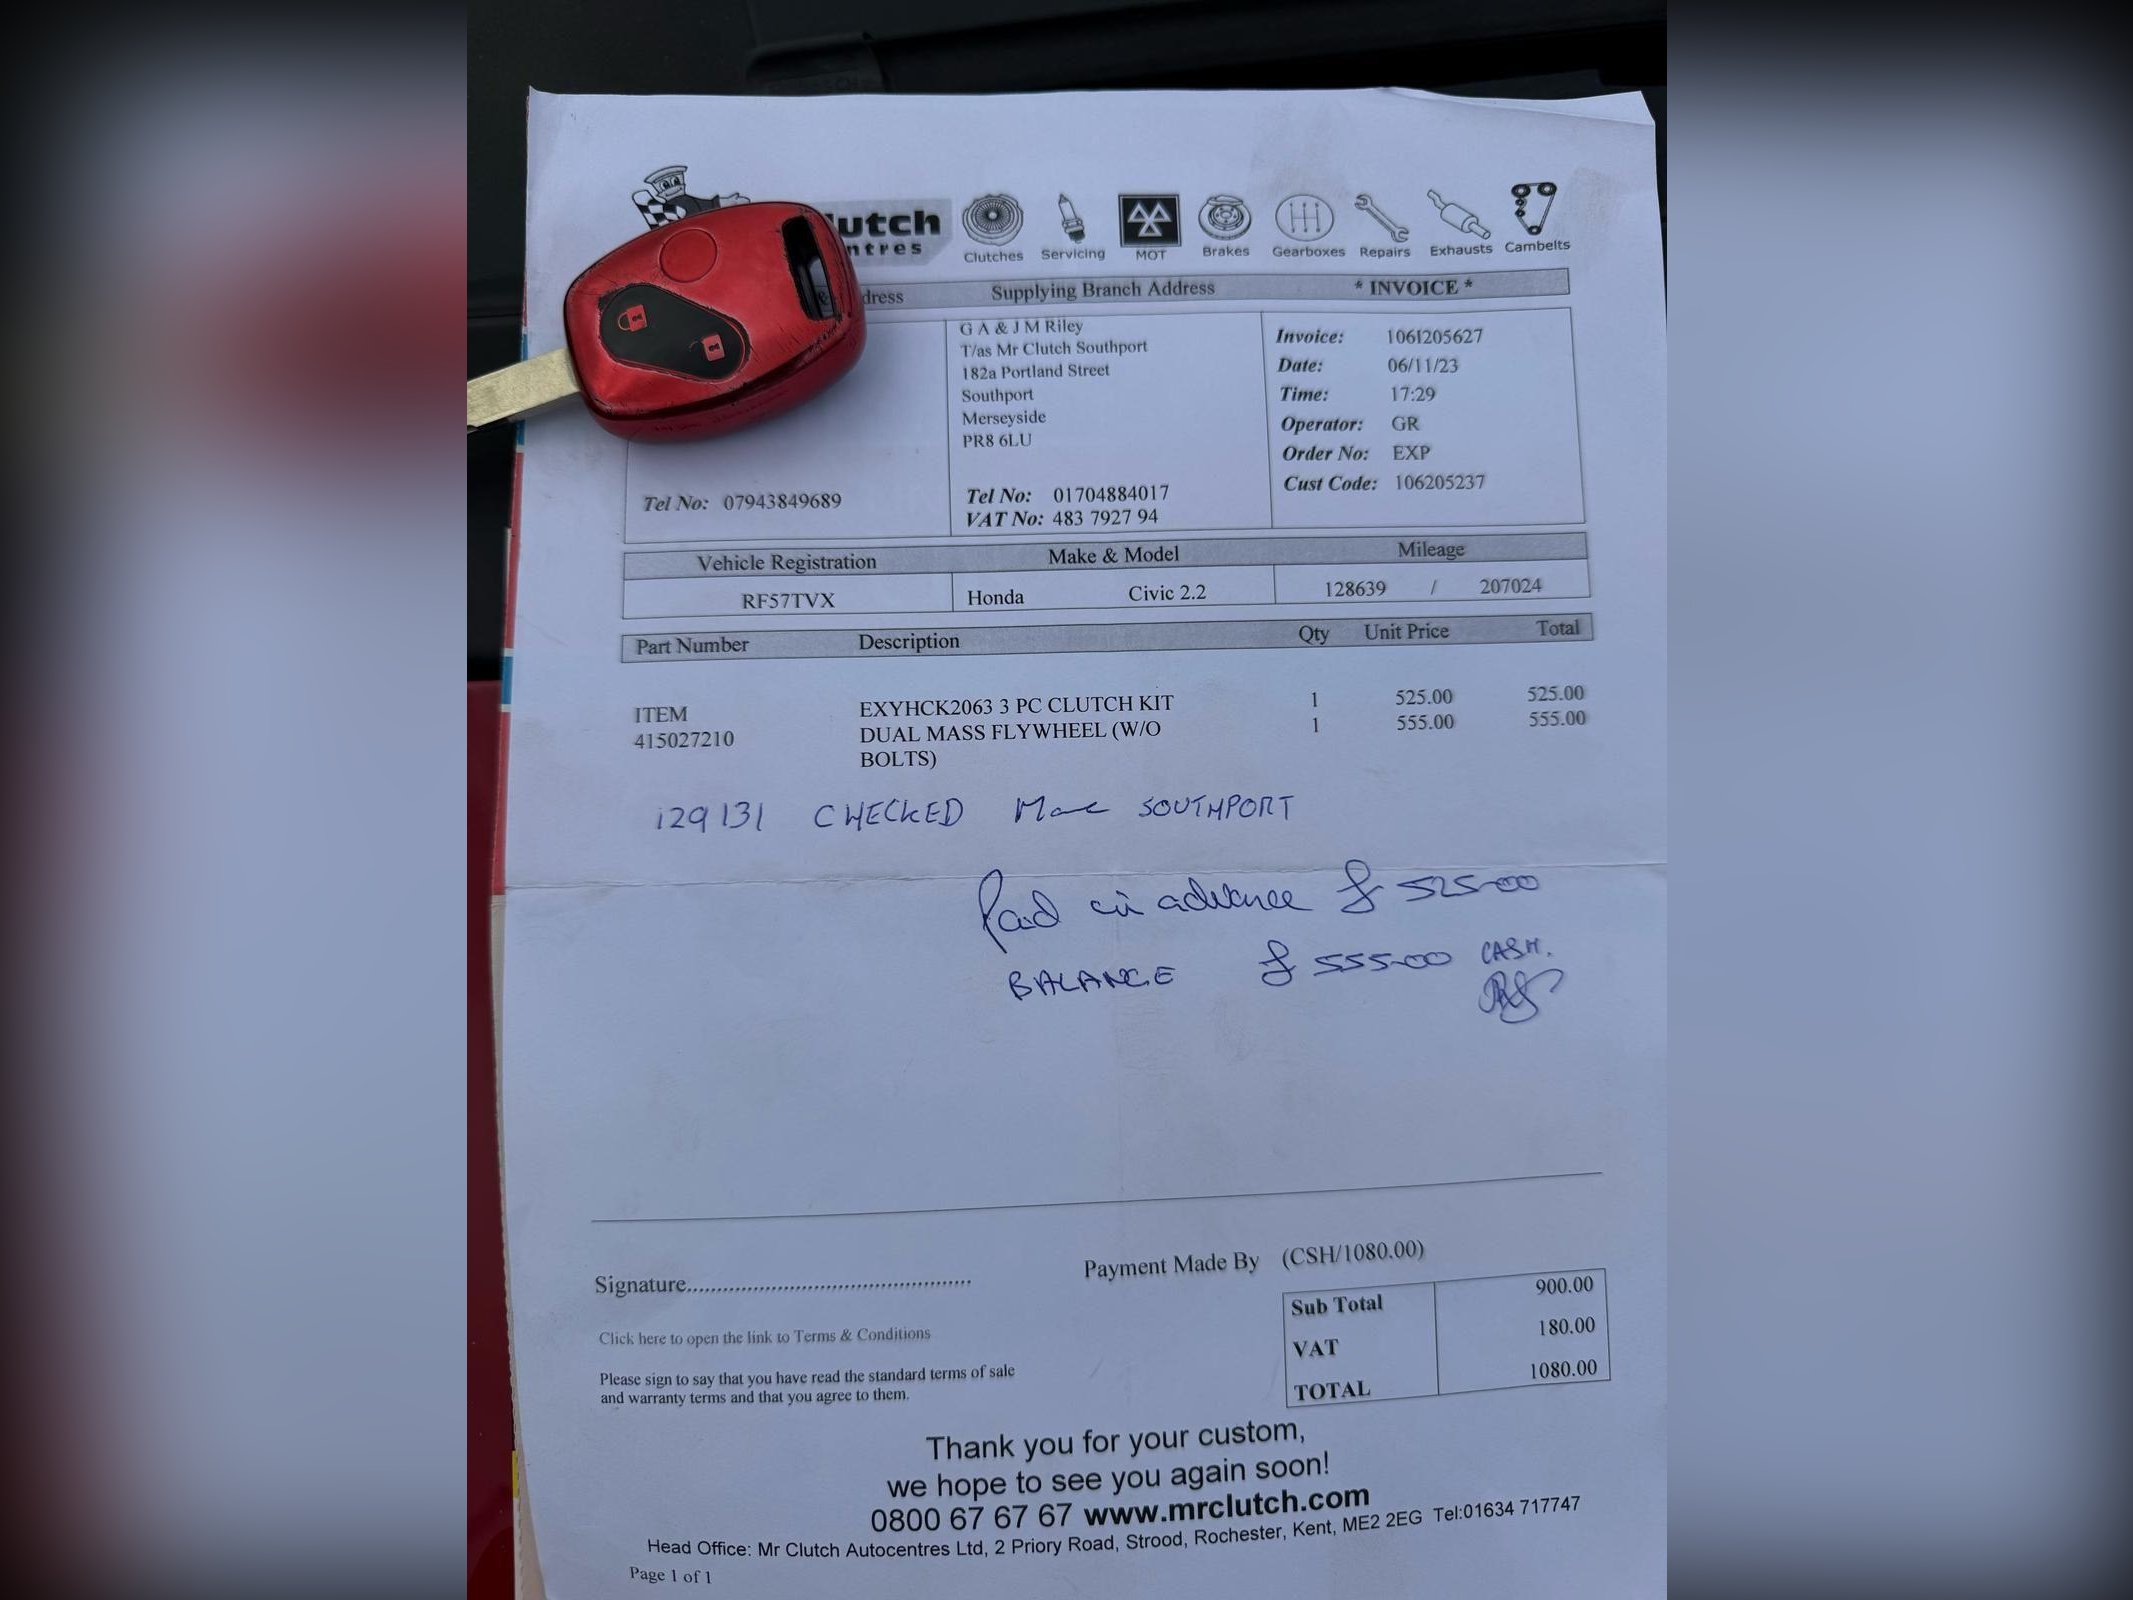 utch
ntres
Clutches Servicing MOT Brakes Gearboxes Repairs Exhausts Cambelts
& dress Supplying Branch Address * INVOICE *
G A & J M Riley
T/as Mr Clutch Southport
182a Portland Street
Southport
Merseyside
PR8 6LU
Tel No: 01704884017
VAT No: 483 7927 94
Invoice: 1061205627
Date: 06/11/23
Time: 17:29
Operator: GR
Order No: EXP
Cust Code: 106205237
Tel No: 07943849689
Vehicle Registration Make & Model Mileage
RF57TVX Honda Civic 2.2 128639 / 207024
Part Number Description Qty Unit Price Total
ITEM EXYHCK2063 3 PC CLUTCH KIT 1 525.00 525.00
415027210 DUAL MASS FLYWHEEL (W/O 1 555.00 555.00
BOLTS)
129131 CHECKED SOUTHPORT
Paid in advance £ 525-00
BALANCE £ 555-00 CASH.
Signature............................................... Payment Made By (CSH/1080.00)
Sub Total 900.00
VAT 180.00
TOTAL 1080.00
Click here to open the link to Terms & Conditions
Please sign to say that you have read the standard terms of sale
and warranty terms and that you agree to them.
Thank you for your custom,
we hope to see you again soon!
0800 67 67 67 www.mrclutch.com
Head Office: Mr Clutch Autocentres Ltd, 2 Priory Road, Strood, Rochester, Kent, ME2 2EG Tel:01634 717747
Page 1 of 1